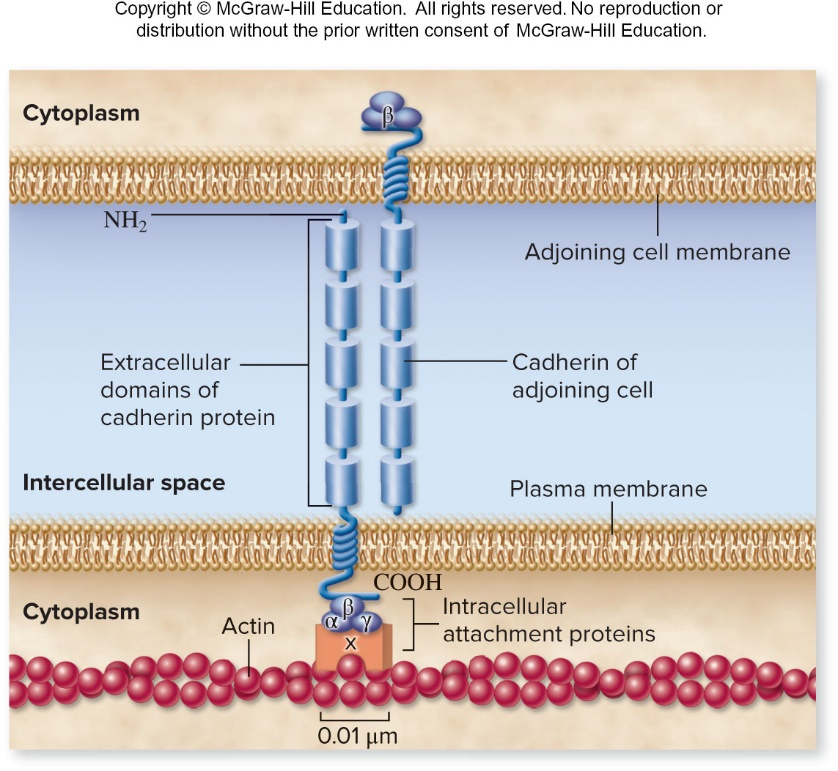 Copyright © McGraw-Hill Education. All rights reserved. No reproduction or
distribution without the prior written consent of McGraw-Hill Education.
Cytoplasm
β
NH₂
Adjoining cell membrane
Extracellular
domains of
cadherin protein
Cadherin of
adjoining cell
Intercellular space
Plasma membrane
COOH
Cytoplasm
Actin
β
α γ
x
Intracellular
attachment proteins
0.01 μm